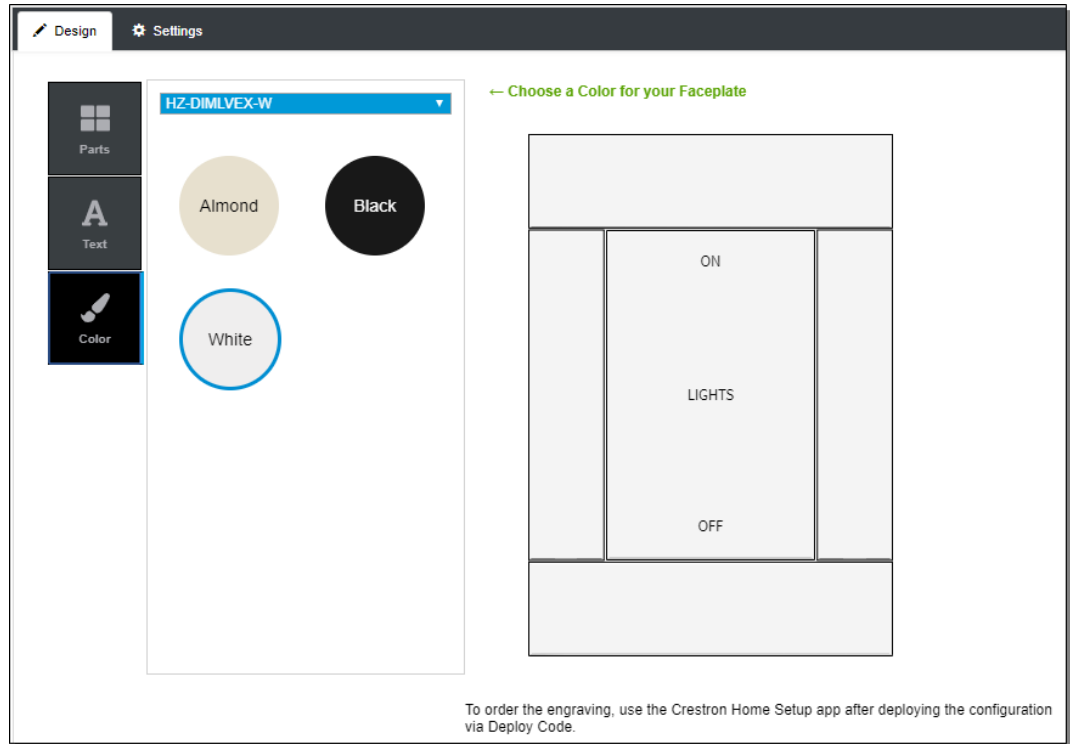 Design
Settings
Parts
Text
Color
HZ-DIMLVEX-W
Almond
Black
White
← Choose a Color for your Faceplate
ON
LIGHTS
OFF
To order the engraving, use the Crestron Home Setup app after deploying the configuration
via Deploy Code.